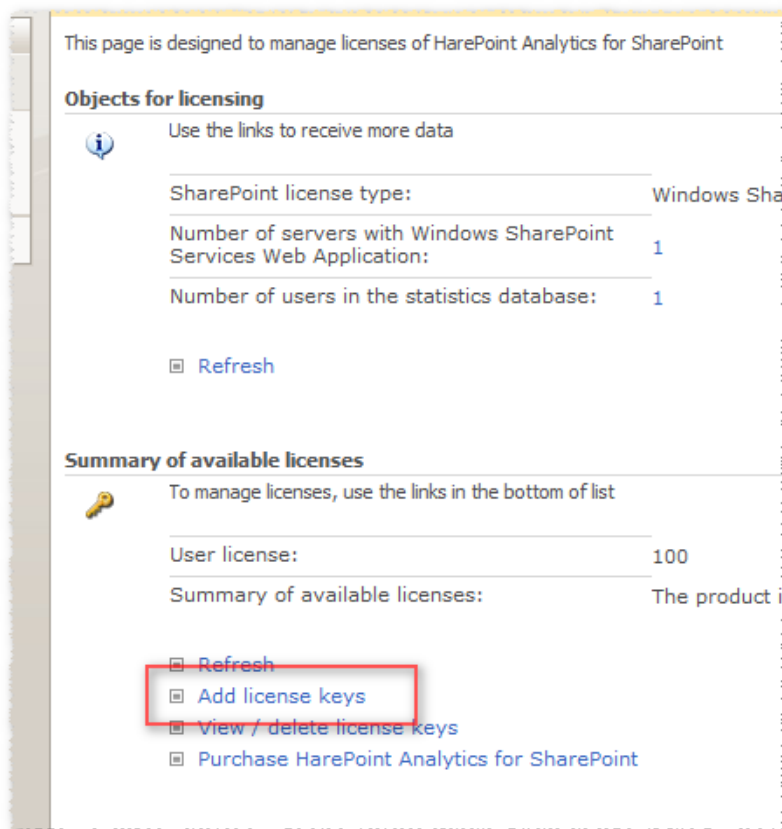 This page is designed to manage licenses of HarePoint Analytics for SharePoint
Objects for licensing
Use the links to receive more data
SharePoint license type: Windows Sha
Number of servers with Windows SharePoint
Services Web Application: 1
Number of users in the statistics database: 1
Refresh
Summary of available licenses
To manage licenses, use the links in the bottom of list
User license: 100
Summary of available licenses: The product i
Refresh
Add license keys
View / delete license keys
Purchase HarePoint Analytics for SharePoint